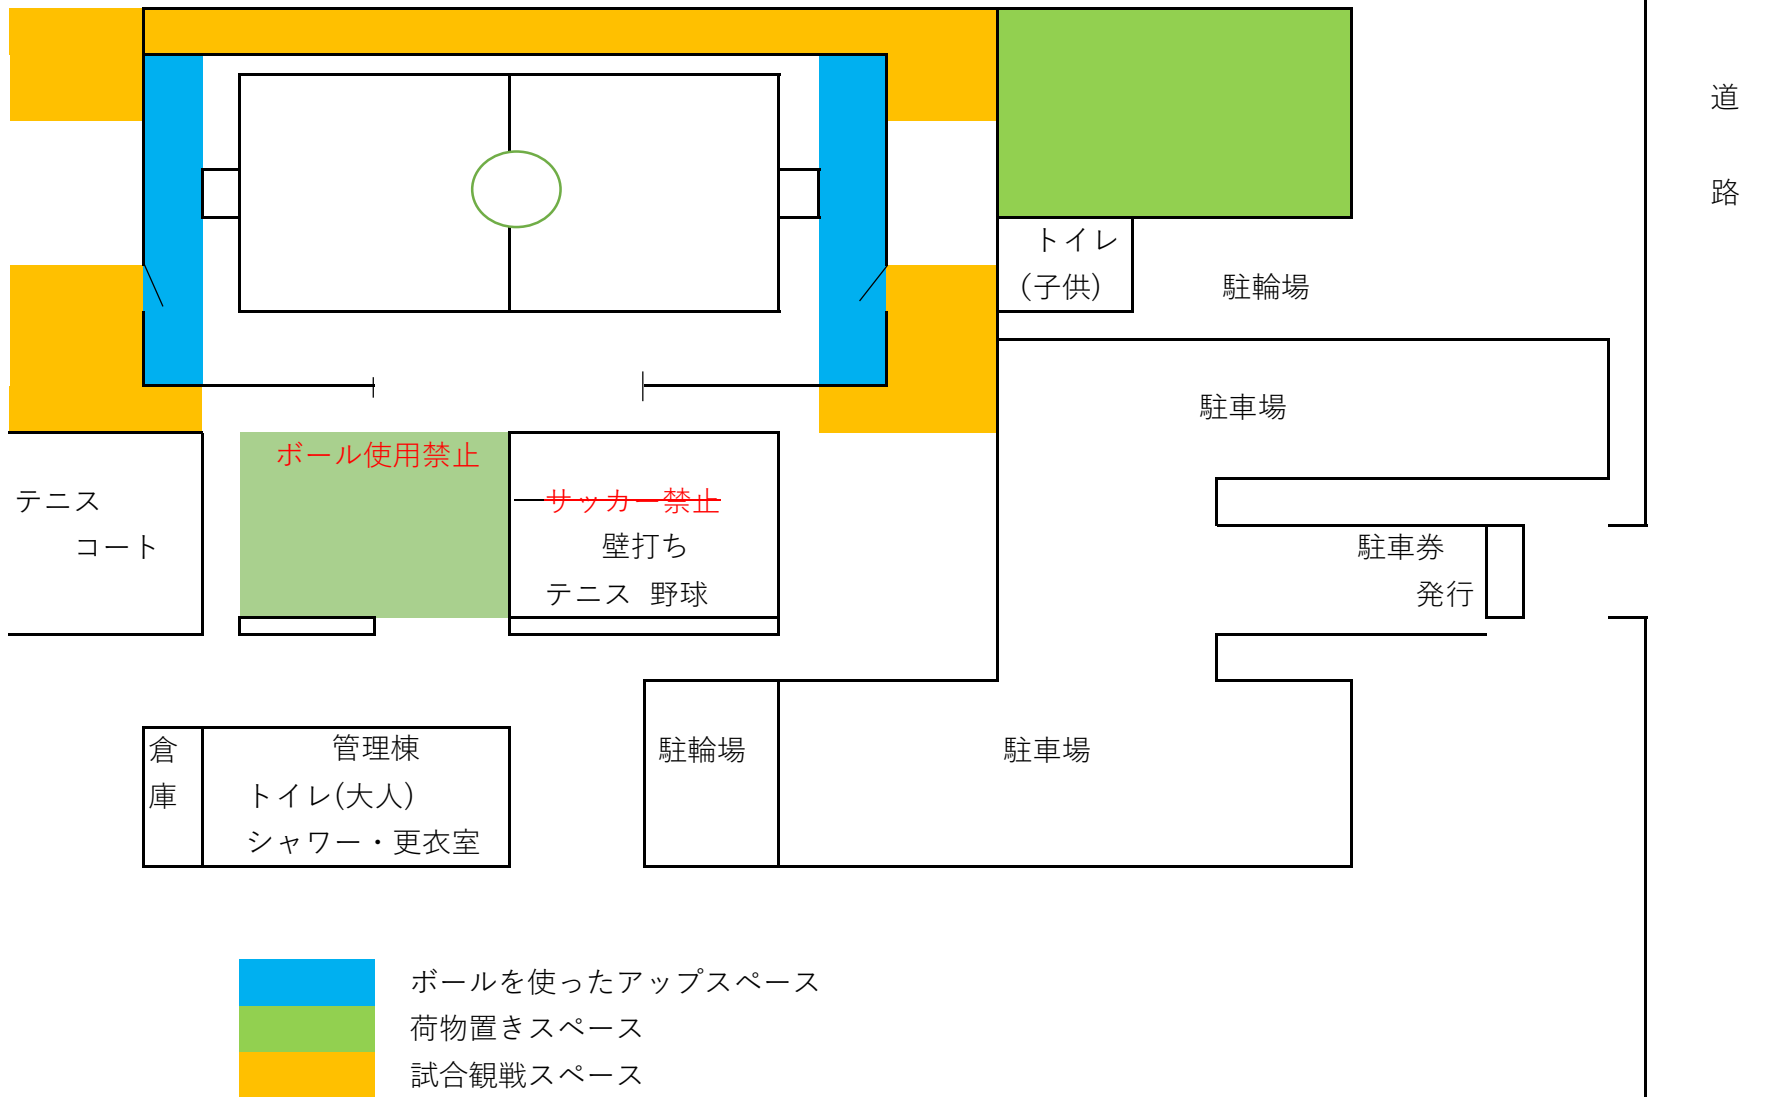 道
路
トイレ
(子供)
駐輪場
駐車場
ボール使用禁止
サッカー禁止
テニス
コート
壁打ち
テニス 野球
駐車券
発行
倉
庫
管理棟
トイレ(大人)
シャワー・更衣室
駐輪場
駐車場
ボールを使ったアップスペース
荷物置きスペース
試合観戦スペース